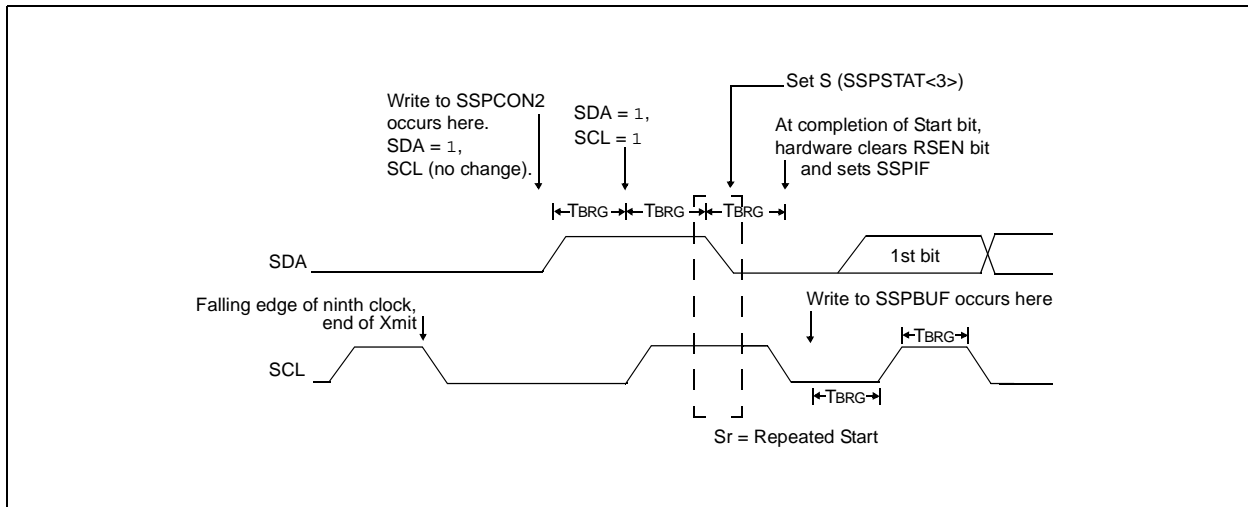 Set S (SSPSTAT<3>)
Write to SSPCON2
occurs here.
SDA = 1,
SCL (no change).
SDA = 1,
SCL = 1
At completion of Start bit,
hardware clears RSEN bit
and sets SSPIF
TBRG
TBRG
TBRG
SDA
1st bit
Falling edge of ninth clock,
end of Xmit
Write to SSPBUF occurs here
TBRG
SCL
TBRG
Sr = Repeated Start